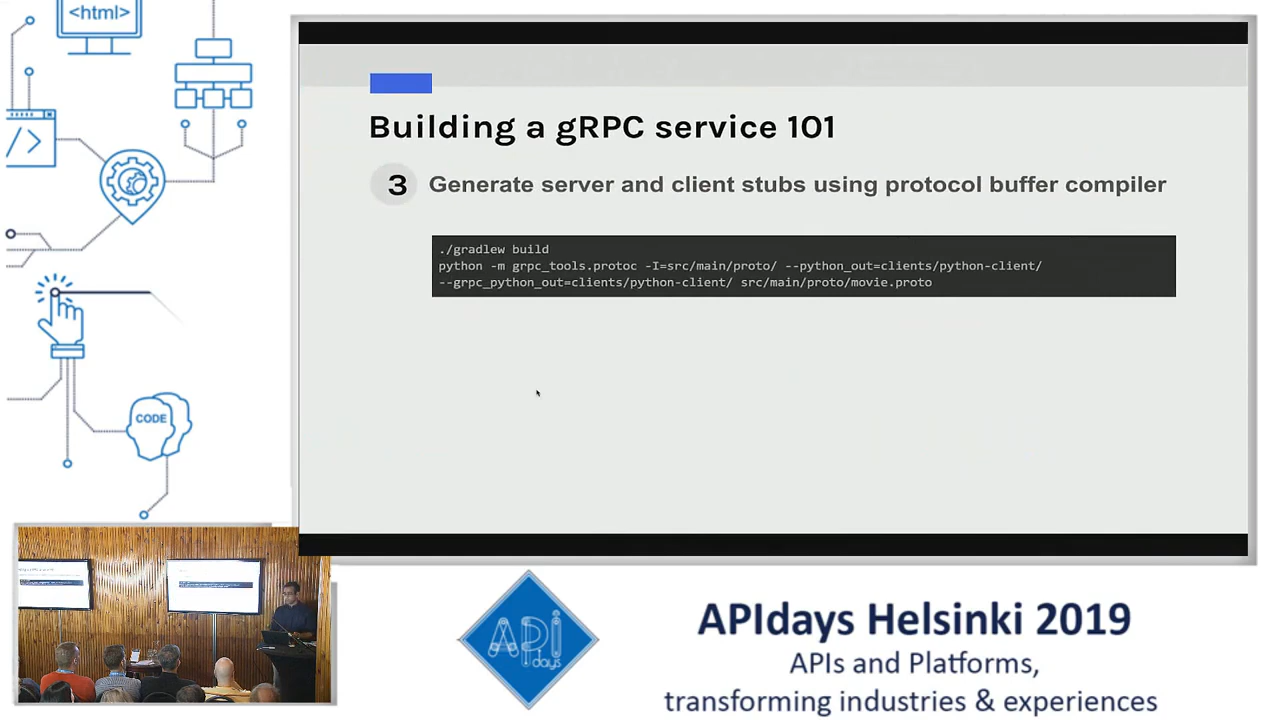 <html>
Building a gRPC service 101
3 Generate server and client stubs using protocol buffer compiler
./gradlew build
python -m grpc_tools.protoc -I=src/main/proto/ --python_out=clients/python-client/
--grpc_python_out=clients/python-client/ src/main/proto/movie.proto
</>
CODE
API
days
APIdays Helsinki 2019
APIs and Platforms,
transforming industries & experiences